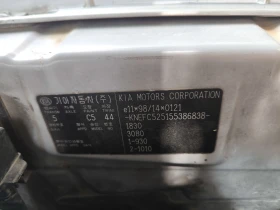 기아자동차(주)
KIA MOTORS CORPORATION
e11*98/14*0121
-KNEFC525155386838-
5 C5 44
1830
3080
1-930
2-1010